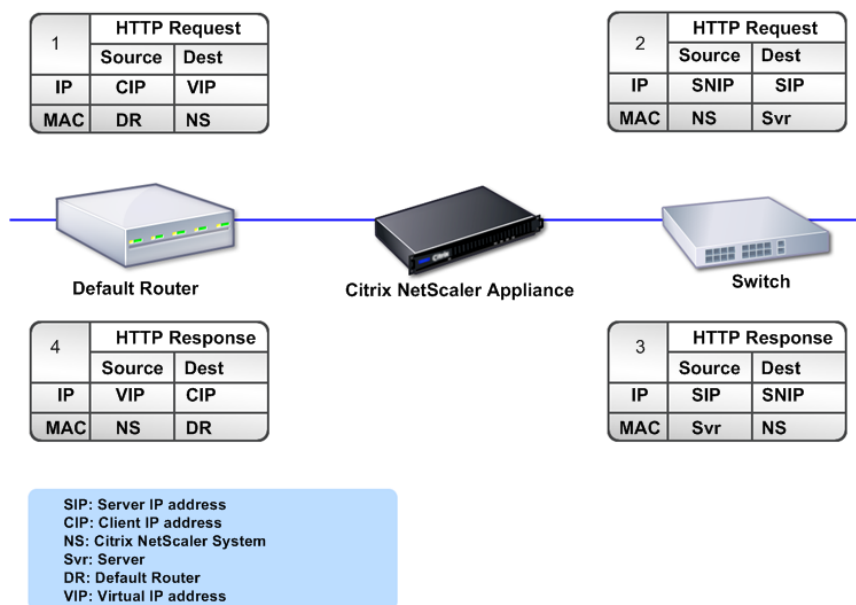 1 HTTP Request
Source Dest
IP CIP VIP
MAC DR NS
2 HTTP Request
Source Dest
IP SNIP SIP
MAC NS Svr
Default Router
Citrix NetScaler Appliance
Switch
4 HTTP Response
Source Dest
IP VIP CIP
MAC NS DR
3 HTTP Response
Source Dest
IP SIP SNIP
MAC Svr NS
SIP: Server IP address
CIP: Client IP address
NS: Citrix NetScaler System
Svr: Server
DR: Default Router
VIP: Virtual IP address